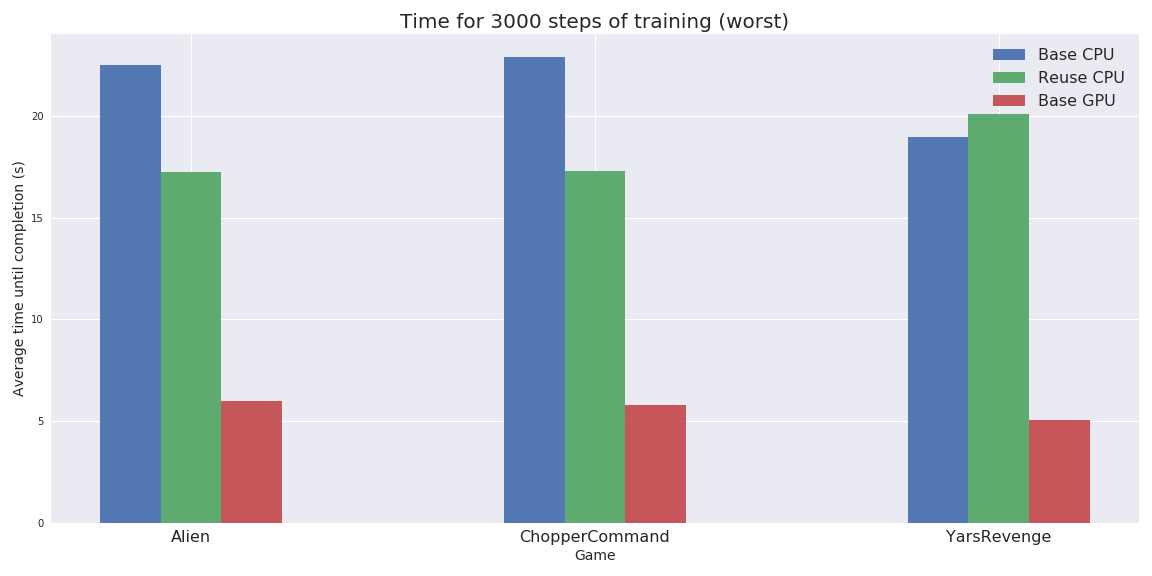 Time for 3000 steps of training (worst)
Base CPU
Reuse CPU
Base GPU
Average time until completion (s)
20
15
10
5
0
Alien
ChopperCommand
YarsRevenge
Game